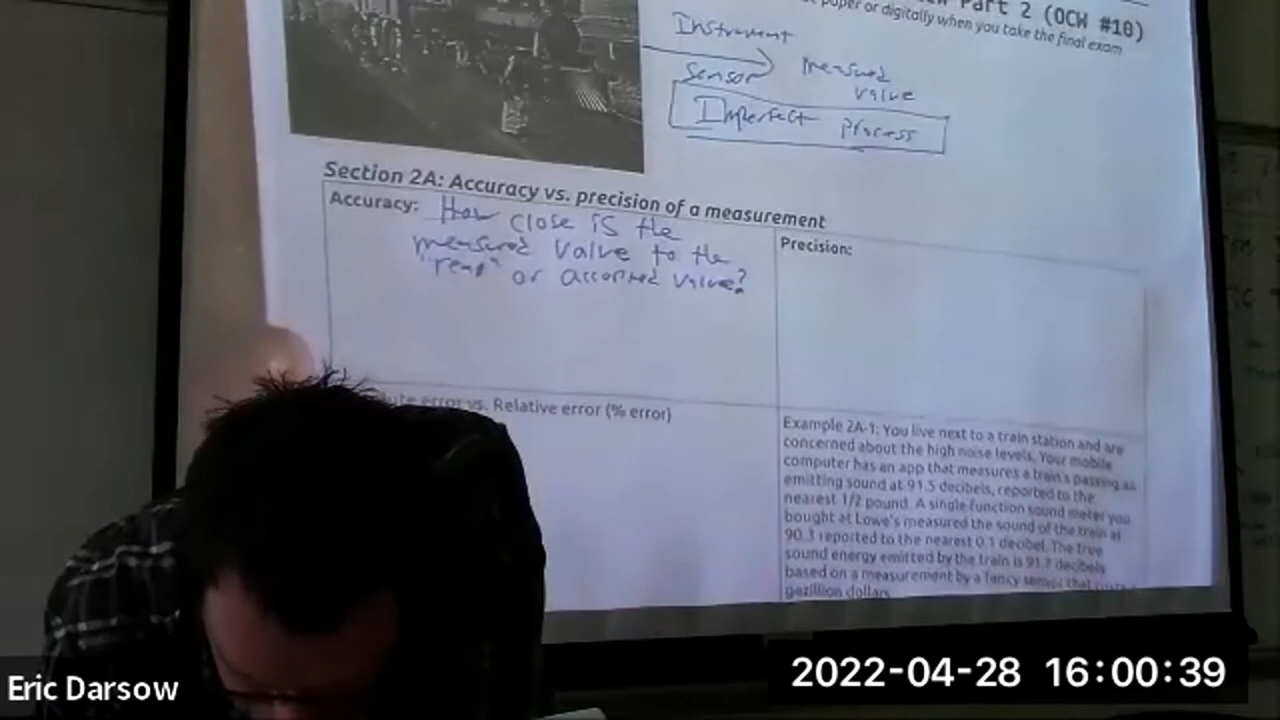 Part 2 (OCW #10)
paper or digitally when you take the final exam
Instrument
Sensor
measured
value
Imperfect process
Section 2A: Accuracy vs. precision of a measurement
Accuracy: How close is the
measured value to the
"real" or accepted value?
Precision:
error vs. Relative error (% error)
Example 2A-1: You live next to a train station and are
concerned about the high noise levels. Your mobile
computer has an app that measures a train's passing as
emitting sound at 91.5 decibels, reported to the
nearest 1/2 pound. A single-function sound meter you
bought at Lowe's measured the sound of the train at
90.3 reported to the nearest 0.1 decibel. The true
sound energy emitted by the train is 91.7 decibels
based on a measurement by a fancy sensor that costs a
gazillion dollars
Eric Darsow
2022-04-28 16:00:39